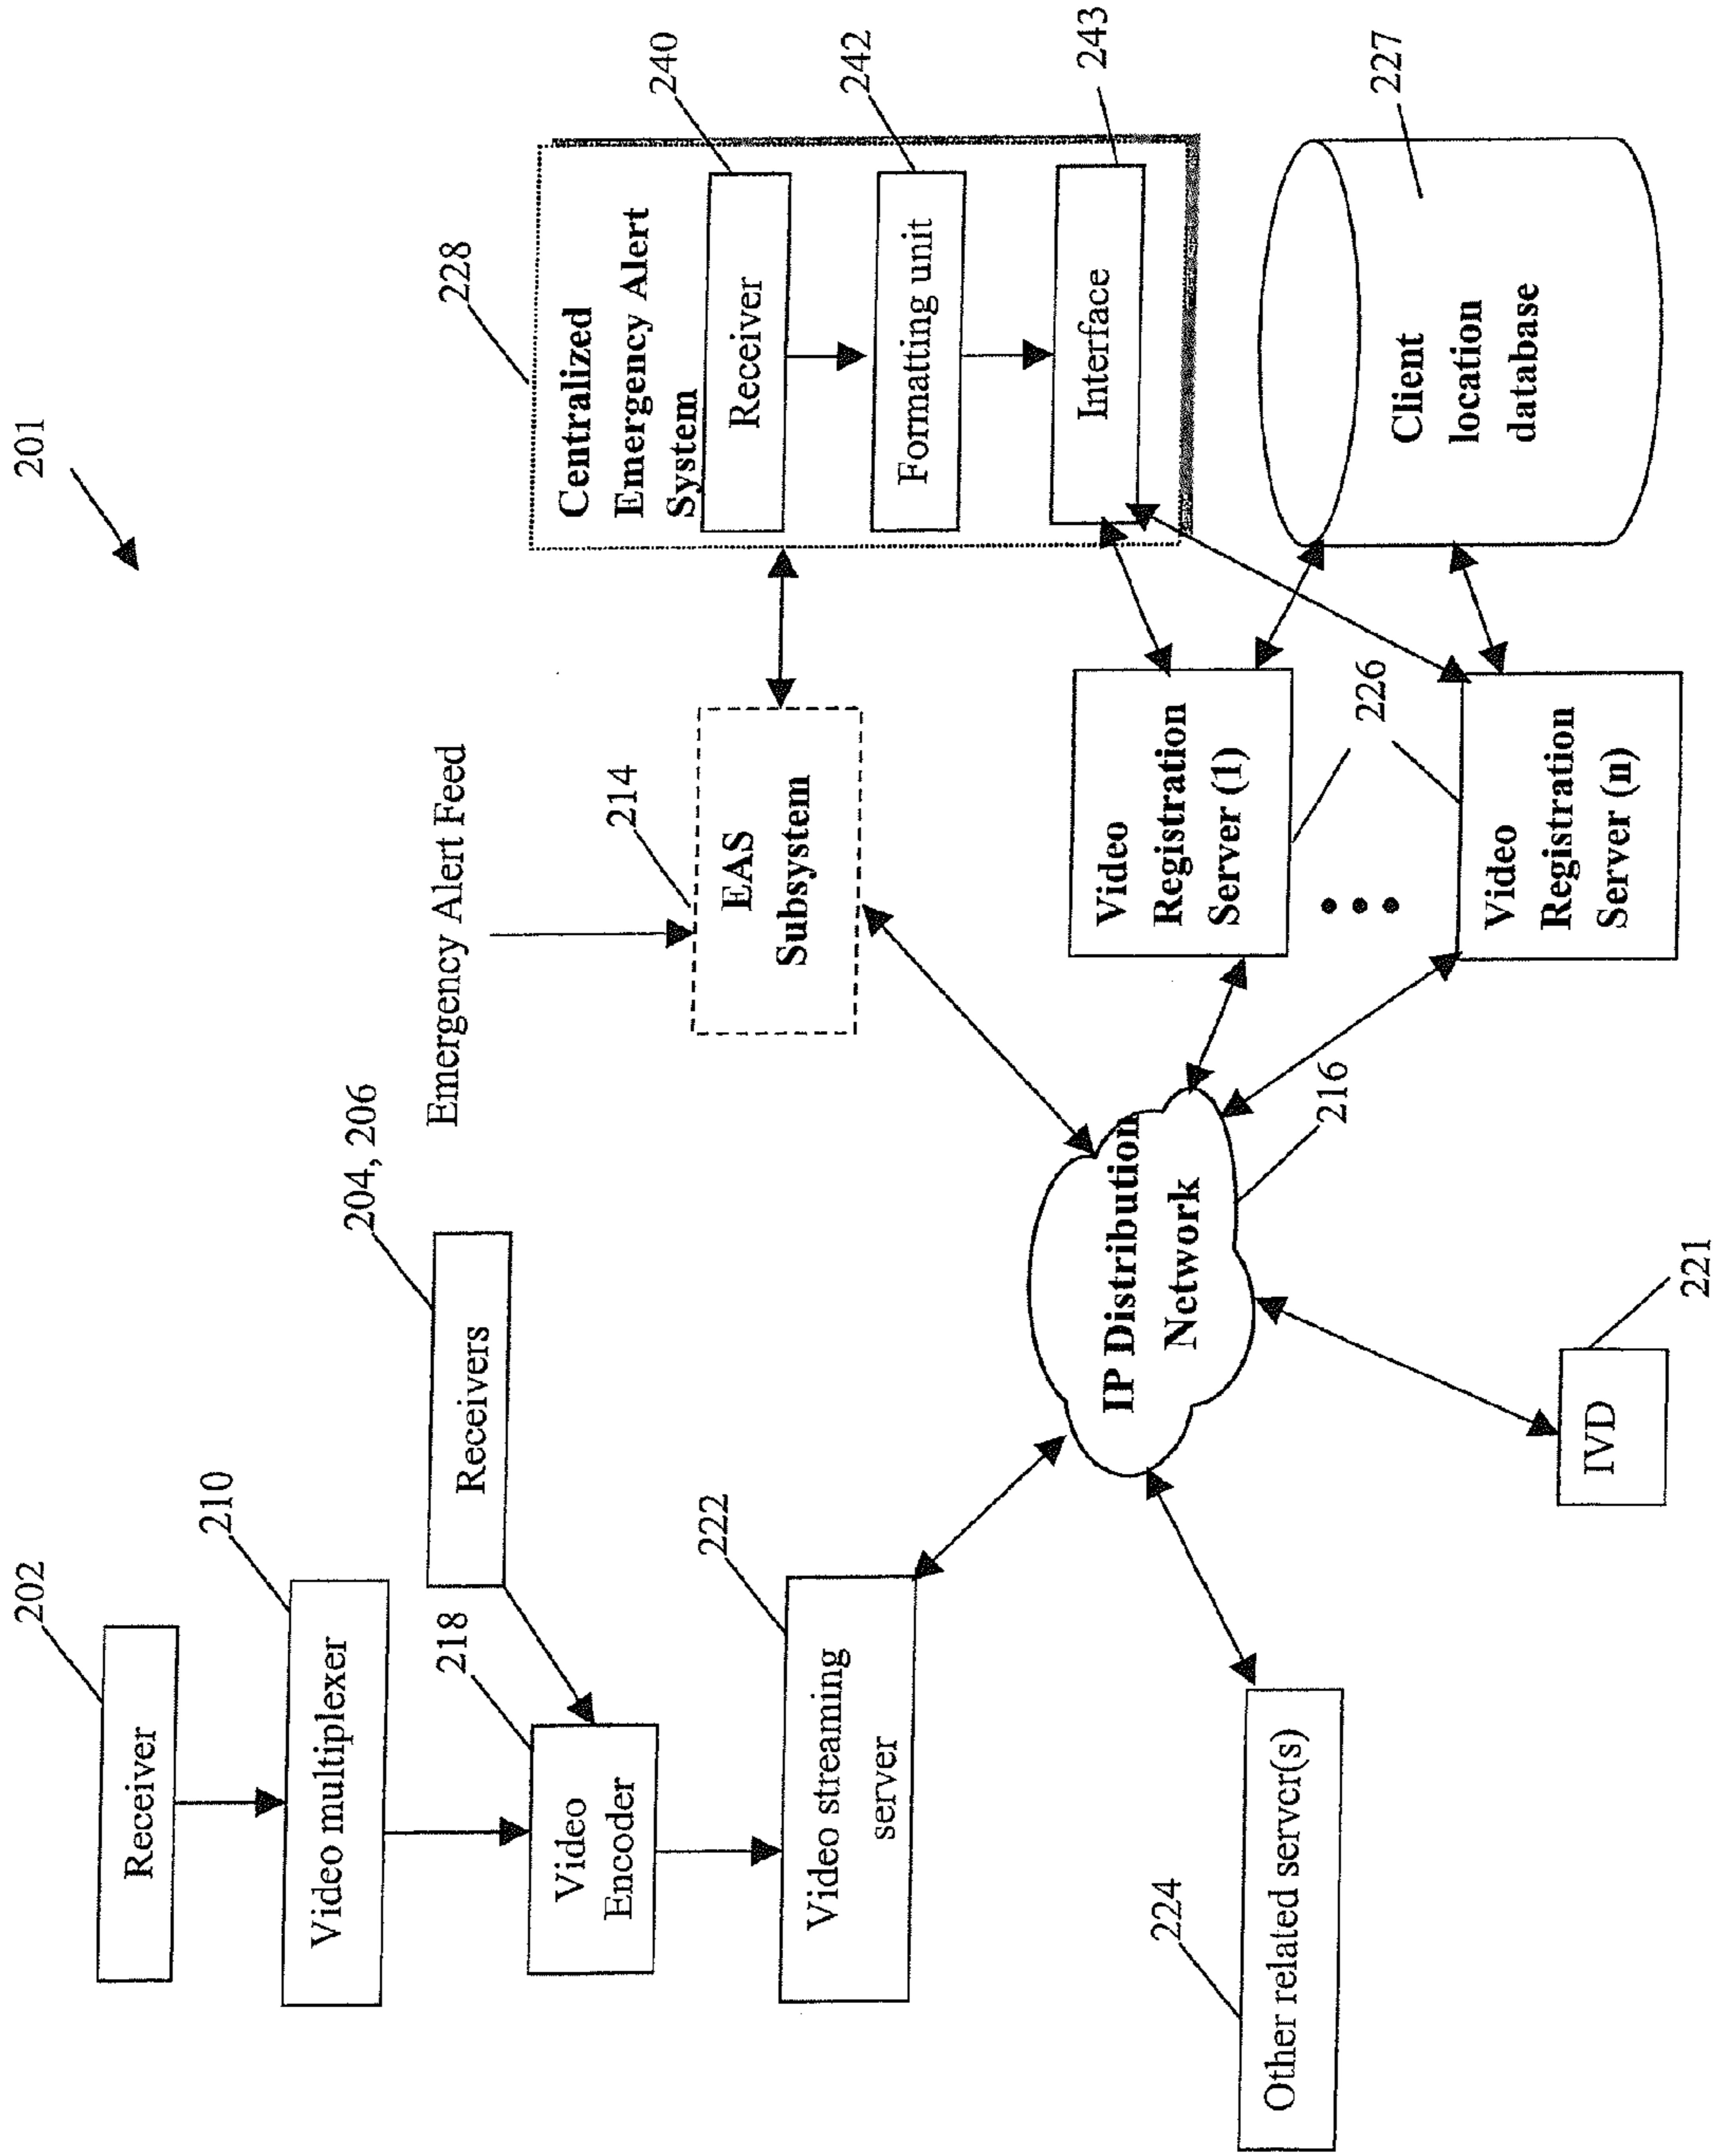 201
202
Receiver
210
Video multiplexer
204, 206
Receivers
218
Video
Encoder
222
Video streaming
server
224
Other related server(s)
IP Distribution
Network
216
IVD
221
Emergency Alert Feed
214
EAS
Subsystem
228
Centralized
Emergency Alert
System
Receiver
240
Formatting unit
242
Interface
243
Video
Registration
Server (1)
226
Video
Registration
Server (n)
Client
location
database
227